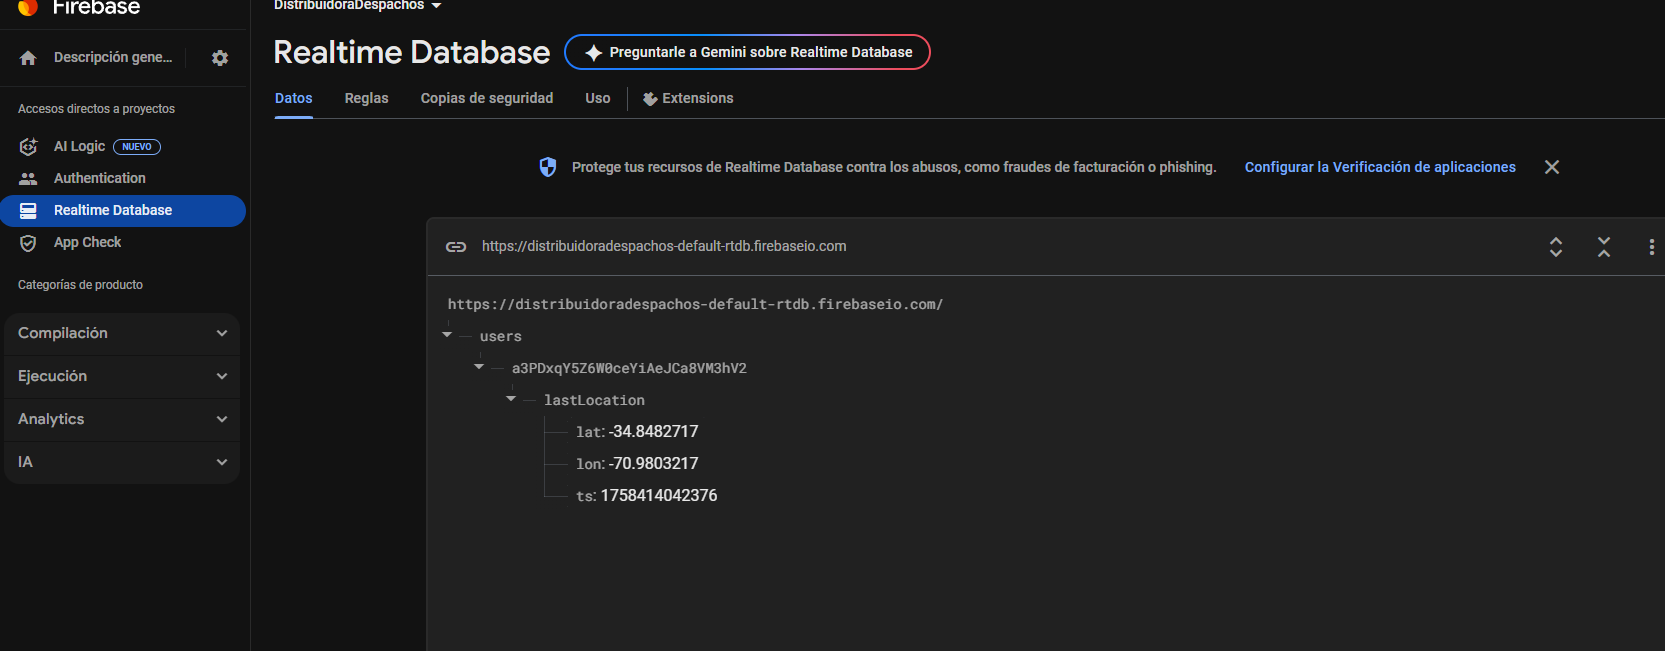 Firebase
DistribuidoraDespachos
Realtime Database
Preguntarle a Gemini sobre Realtime Database
Descripción gene...
Datos
Reglas
Copias de seguridad
Uso
Extensions
Accesos directos a proyectos
AI Logic
NUEVO
Authentication
Realtime Database
App Check
Categorías de producto
Compilación
Ejecución
Analytics
IA
Protege tus recursos de Realtime Database contra los abusos, como fraudes de facturación o phishing.
Configurar la Verificación de aplicaciones
https://distribuidoradespachos-default-rtdb.firebaseio.com
https://distribuidoradespachos-default-rtdb.firebaseio.com/
users
a3PDxqY5Z6W0ceYiAeJCa8VM3hV2
lastLocation
lat: -34.8482717
lon: -70.9803217
ts: 1758414042376